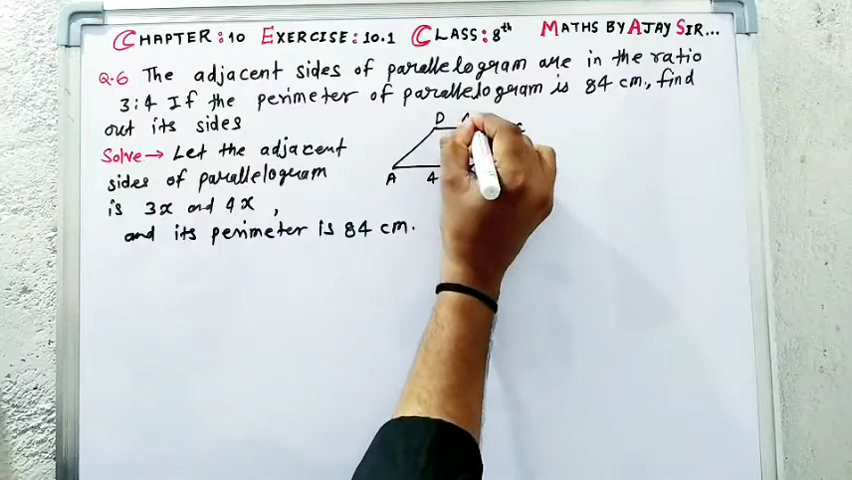 CHAPTER:10 EXERCISE:10.1 CLASS:8th MATHS BY AJAY SIR...
Q.6 The adjacent sides of parallelogram are in the ratio
3:4 If the perimeter of parallelogram is 84 cm, find
out its sides
Solve→ Let the adjacent
sides of parallelogram
is 3x and 4x,
and its perimeter is 84 cm.
D
A 4